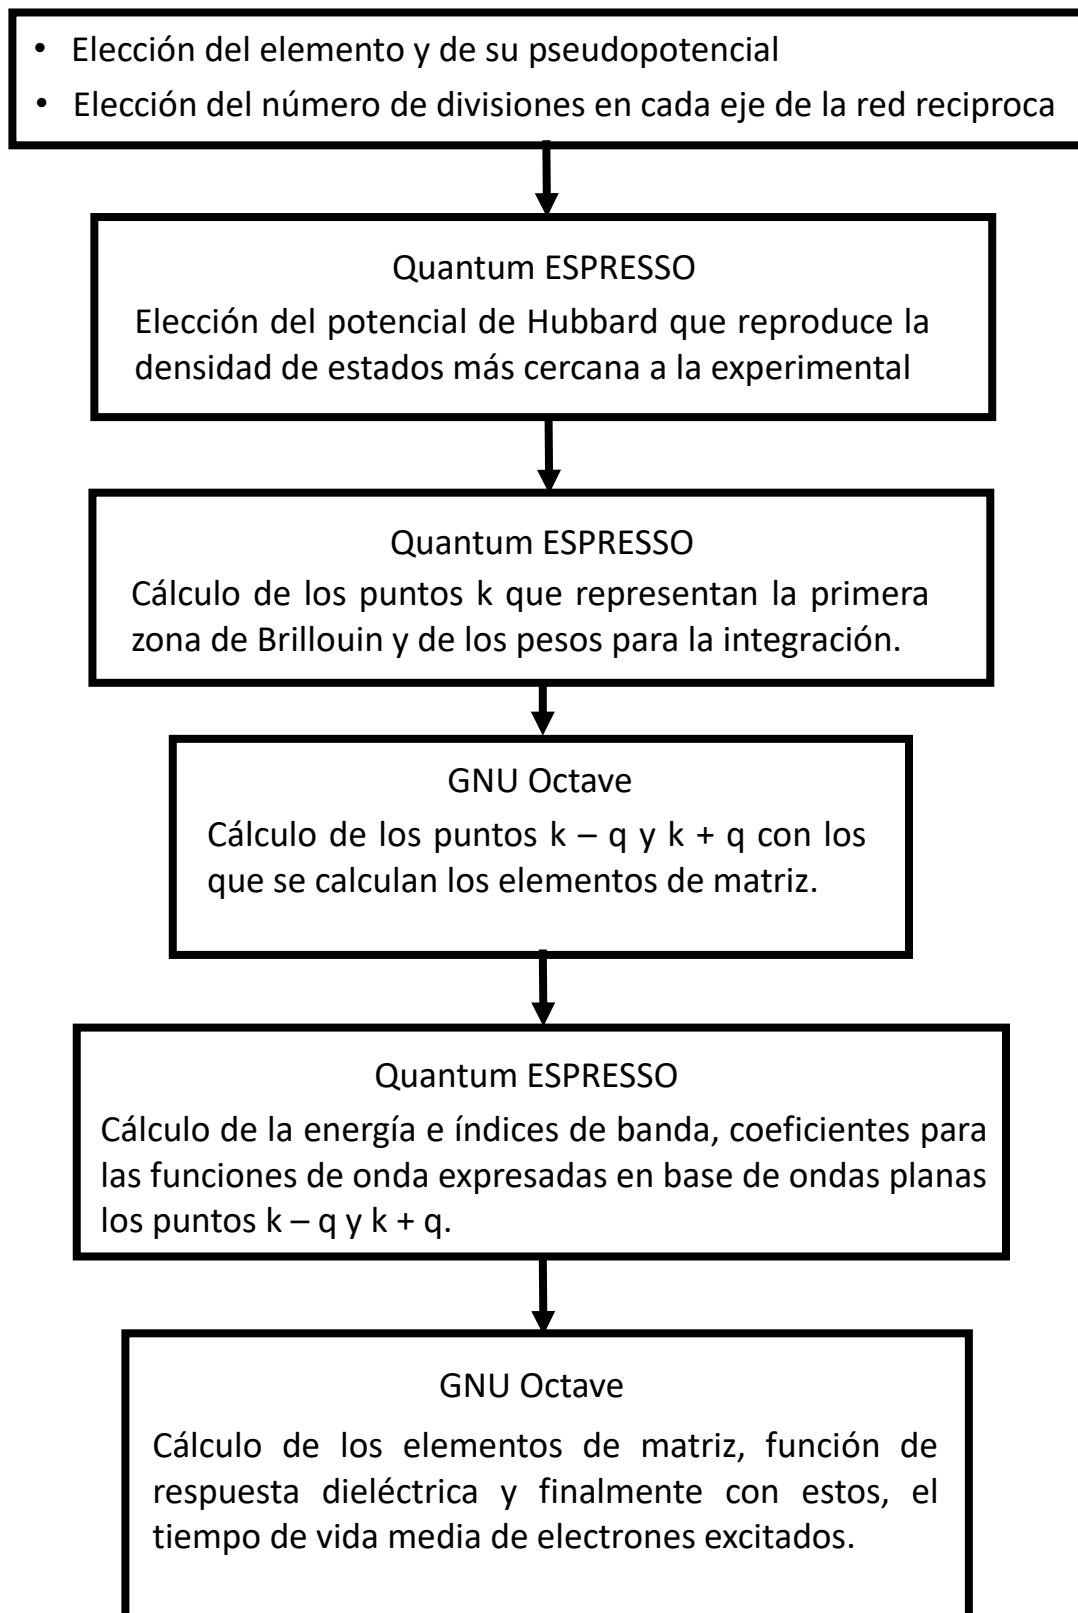 • Elección del elemento y de su pseudopotencial
• Elección del número de divisiones en cada eje de la red reciproca
Quantum ESPRESSO
Elección del potencial de Hubbard que reproduce la
densidad de estados más cercana a la experimental
Quantum ESPRESSO
Cálculo de los puntos k que representan la primera
zona de Brillouin y de los pesos para la integración.
GNU Octave
Cálculo de los puntos k – q y k + q con los
que se calculan los elementos de matriz.
Quantum ESPRESSO
Cálculo de la energía e índices de banda, coeficientes para
las funciones de onda expresadas en base de ondas planas
los puntos k – q y k + q.
GNU Octave
Cálculo de los elementos de matriz, función de
respuesta dieléctrica y finalmente con estos, el
tiempo de vida media de electrones excitados.